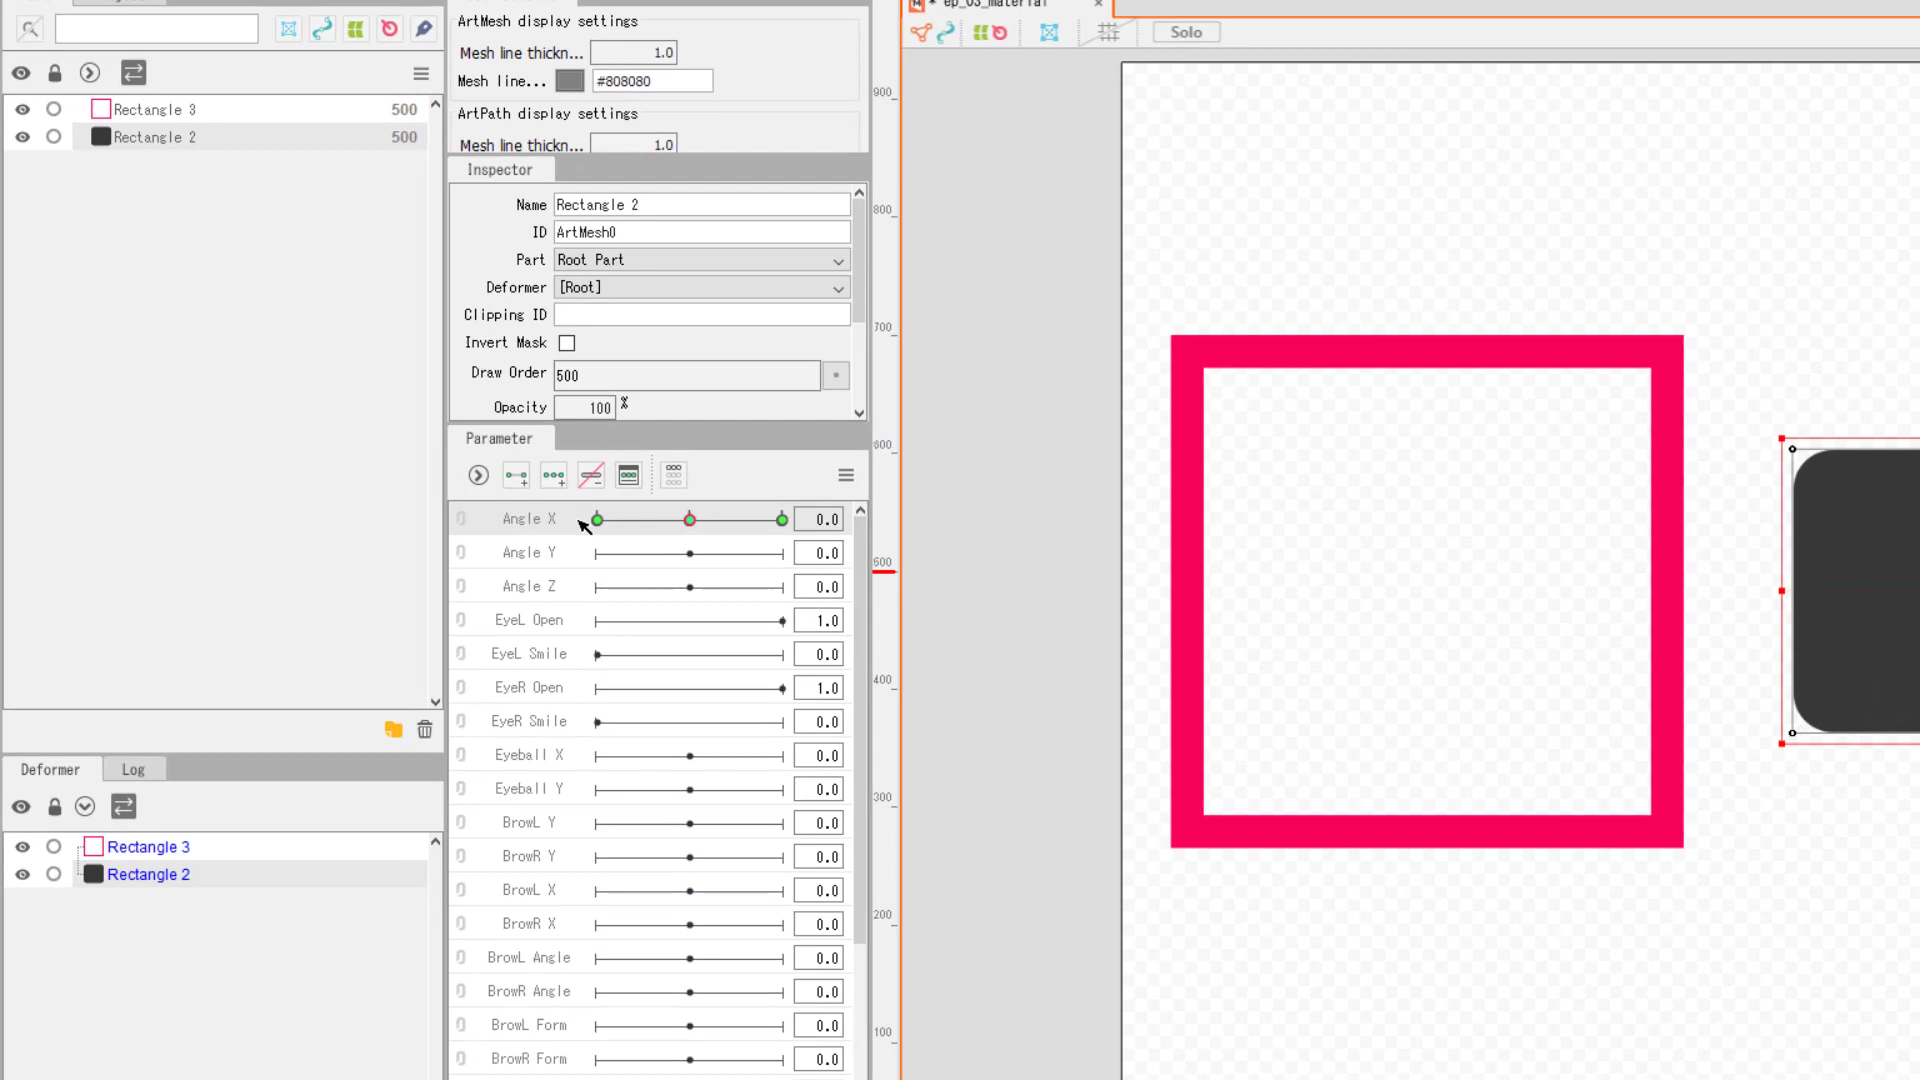 Rectangle 3 500
Rectangle 2 500
Deformer Log
Rectangle 3
Rectangle 2
ArtMesh display settings
Mesh line thickn... 1.0
Mesh line... #808080
ArtPath display settings
Mesh line thickn... 1.0
Inspector
Name Rectangle 2
ID ArtMesh0
Part Root Part
Deformer [Root]
Clipping ID
Invert Mask
Draw Order 500
Opacity 100 %
Parameter
Angle X 0.0
Angle Y 0.0
Angle Z 0.0
EyeL Open 1.0
EyeL Smile 0.0
EyeR Open 1.0
EyeR Smile 0.0
Eyeball X 0.0
Eyeball Y 0.0
BrowL Y 0.0
BrowR Y 0.0
BrowL X 0.0
BrowR X 0.0
BrowL Angle 0.0
BrowR Angle 0.0
BrowL Form 0.0
BrowR Form 0.0
* ep_03_material
Solo
900
800
700
600
500
400
300
200
100